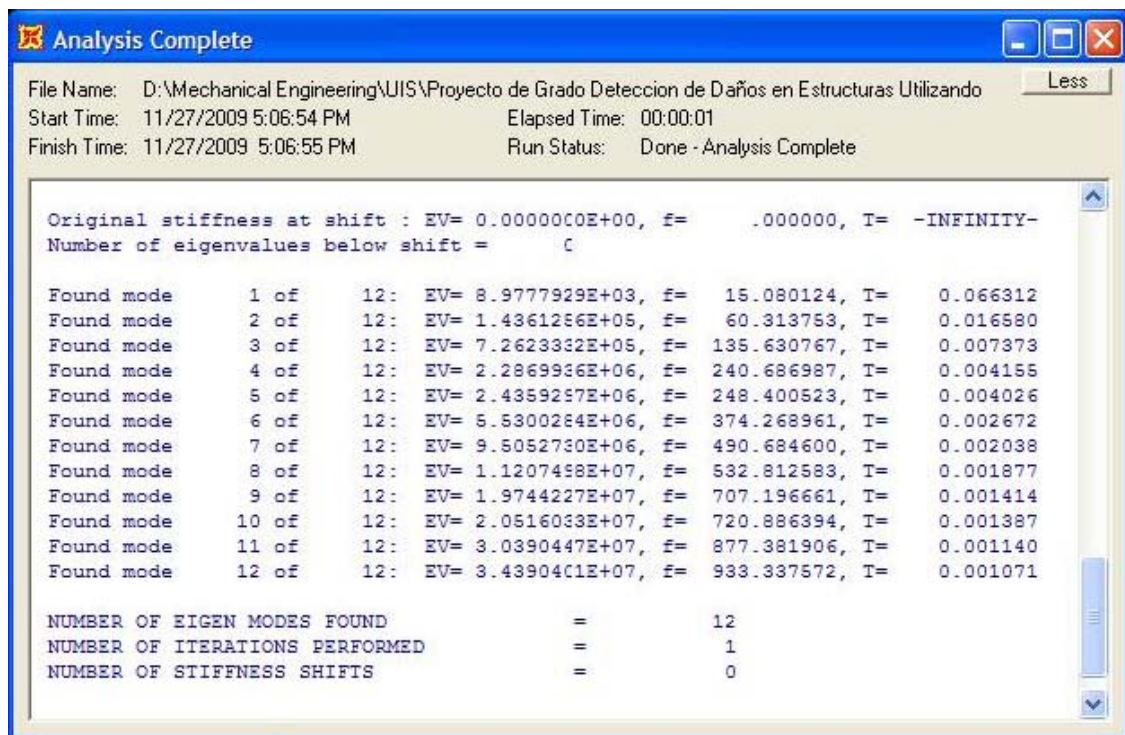 Analysis Complete
File Name: D:\Mechanical Engineering\UIS\Proyecto de Grado Deteccion de Daños en Estructuras Utilizando
Less
Start Time: 11/27/2009 5:06:54 PM Elapsed Time: 00:00:01
Finish Time: 11/27/2009 5:06:55 PM Run Status: Done - Analysis Complete
Original stiffness at shift : EV= 0.0000000E+00, f= .000000, T= -INFINITY-
Number of eigenvalues below shift = 0
Found mode 1 of 12: EV= 8.9777929E+03, f= 15.080124, T= 0.066312
Found mode 2 of 12: EV= 1.4361256E+05, f= 60.313753, T= 0.016580
Found mode 3 of 12: EV= 7.2623332E+05, f= 135.630767, T= 0.007373
Found mode 4 of 12: EV= 2.2869936E+06, f= 240.686987, T= 0.004155
Found mode 5 of 12: EV= 2.4359297E+06, f= 248.400523, T= 0.004026
Found mode 6 of 12: EV= 5.5300284E+06, f= 374.268961, T= 0.002672
Found mode 7 of 12: EV= 9.5052730E+06, f= 490.684600, T= 0.002038
Found mode 8 of 12: EV= 1.1207498E+07, f= 532.812583, T= 0.001877
Found mode 9 of 12: EV= 1.9744227E+07, f= 707.196661, T= 0.001414
Found mode 10 of 12: EV= 2.0516033E+07, f= 720.886394, T= 0.001387
Found mode 11 of 12: EV= 3.0390447E+07, f= 877.381906, T= 0.001140
Found mode 12 of 12: EV= 3.4390401E+07, f= 933.337572, T= 0.001071
NUMBER OF EIGEN MODES FOUND = 12
NUMBER OF ITERATIONS PERFORMED = 1
NUMBER OF STIFFNESS SHIFTS = 0